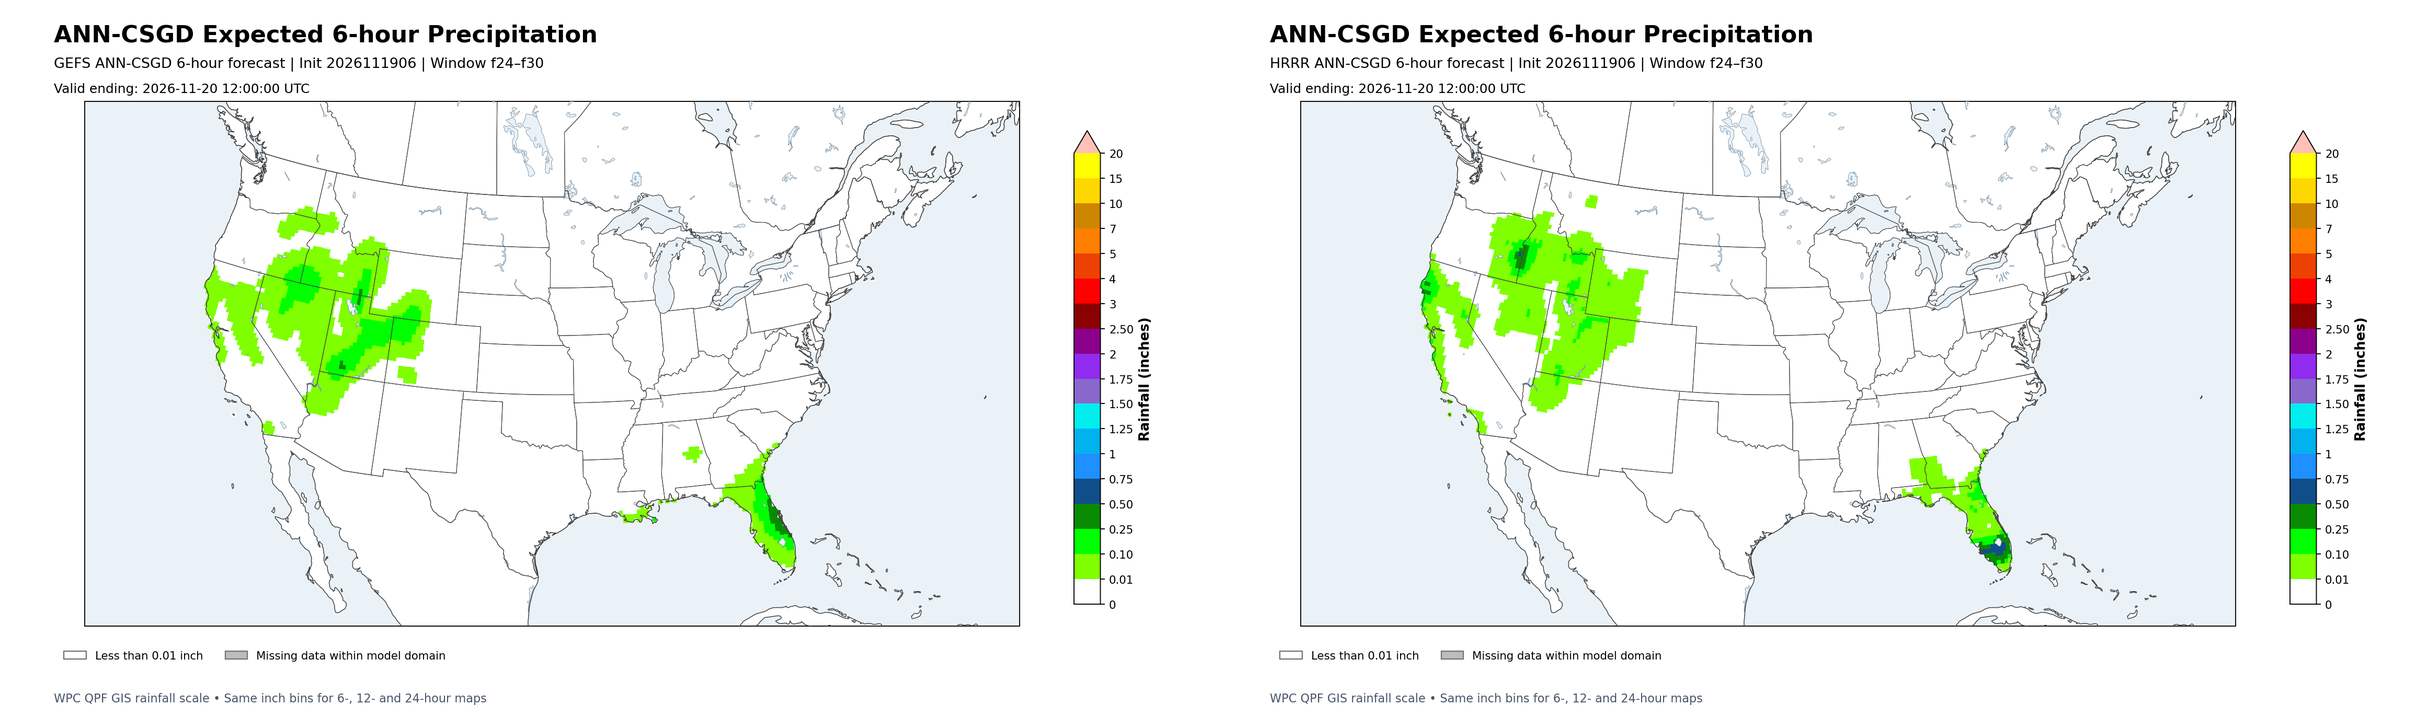 ANN-CSGD Expected 6-hour Precipitation
GEFS ANN-CSGD 6-hour forecast | Init 2026111906 | Window f24–f30
Valid ending: 2026-11-20 12:00:00 UTC
20
15
10
7
5
4
3
2.50
2
1.75
1.50
1.25
1
0.75
0.50
0.25
0.10
0.01
0
Rainfall (inches)
Less than 0.01 inch
Missing data within model domain
WPC QPF GIS rainfall scale • Same inch bins for 6-, 12- and 24-hour maps
ANN-CSGD Expected 6-hour Precipitation
HRRR ANN-CSGD 6-hour forecast | Init 2026111906 | Window f24–f30
Valid ending: 2026-11-20 12:00:00 UTC
20
15
10
7
5
4
3
2.50
2
1.75
1.50
1.25
1
0.75
0.50
0.25
0.10
0.01
0
Rainfall (inches)
Less than 0.01 inch
Missing data within model domain
WPC QPF GIS rainfall scale • Same inch bins for 6-, 12- and 24-hour maps